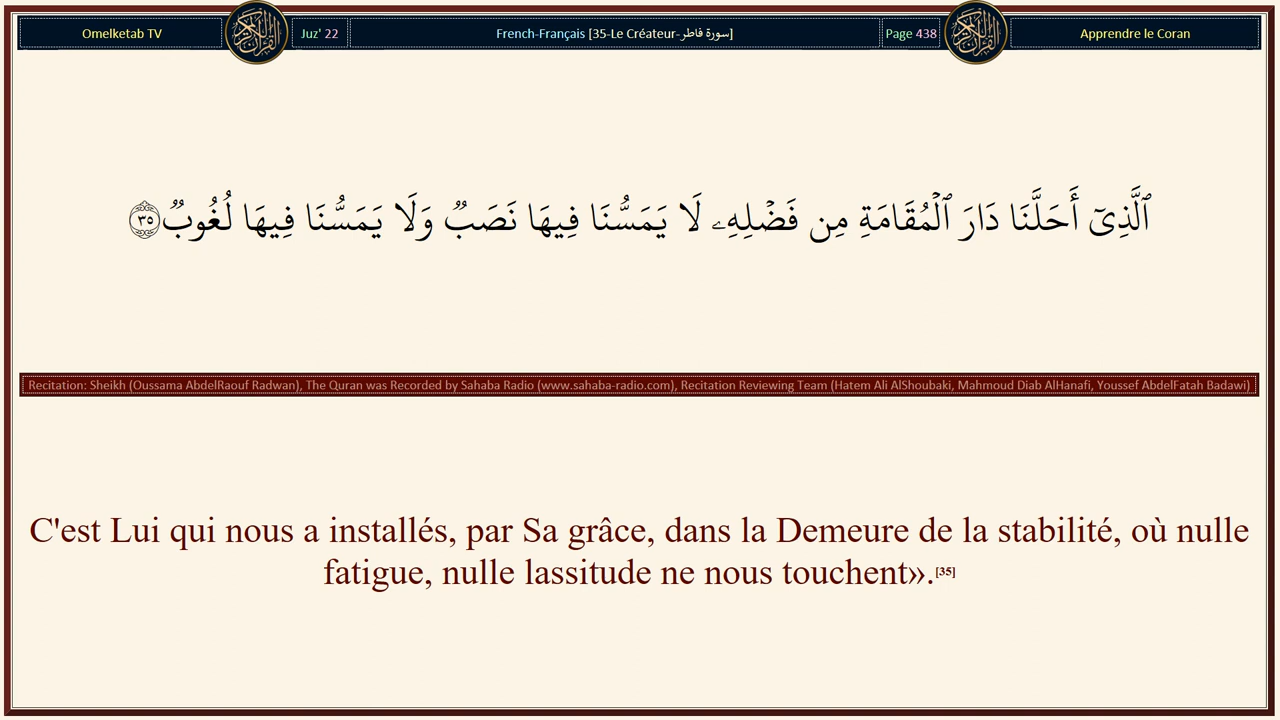 Omelketab TV
Juz' 22
French-Français [35-Le Créateur-سورة فاطر]
Page 438
Apprendre le Coran
ٱلَّذِىٓ أَحَلَّنَا دَارَ ٱلْمُقَامَةِ مِن فَضْلِهِۦ لَا يَمَسُّنَا فِيهَا نَصَبٌ وَلَا يَمَسُّنَا فِيهَا لُغُوبٌ ٣٥
Recitation: Sheikh (Oussama AbdelRaouf Radwan), The Quran was Recorded by Sahaba Radio (www.sahaba-radio.com), Recitation Reviewing Team (Hatem Ali AlShoubaki, Mahmoud Diab AlHanafi, Youssef AbdelFatah Badawi)
C'est Lui qui nous a installés, par Sa grâce, dans la Demeure de la stabilité, où nulle
fatigue, nulle lassitude ne nous touchent».[35]